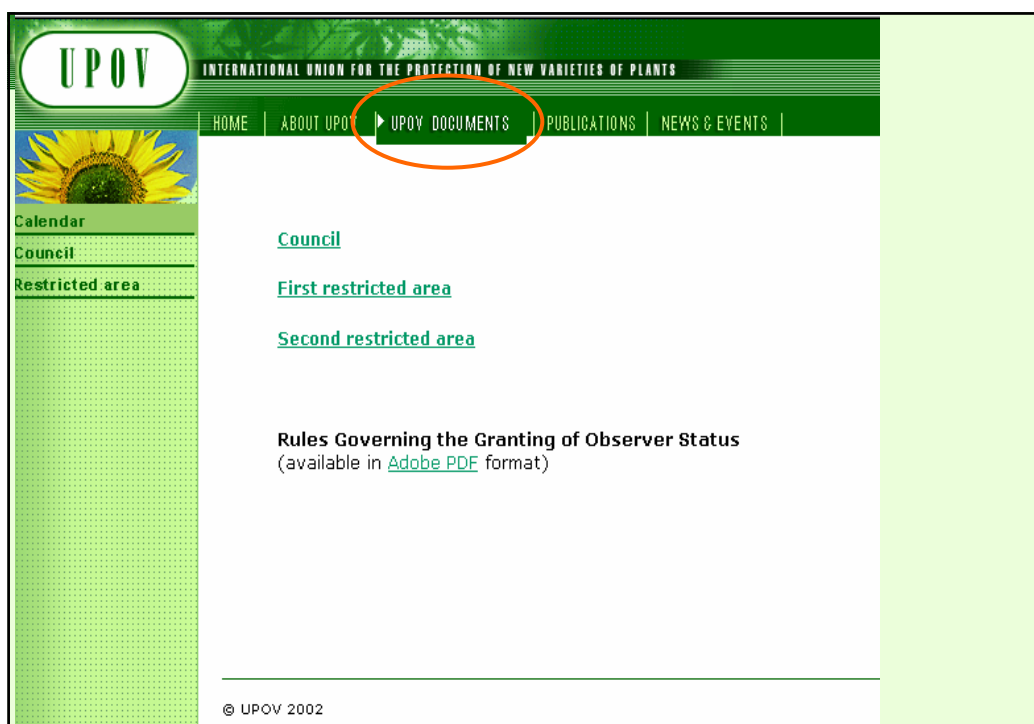 UPOV
INTERNATIONAL UNION FOR THE PROTECTION OF NEW VARIETIES OF PLANTS
HOME ABOUT UPOV UPOV DOCUMENTS PUBLICATIONS NEWS & EVENTS
Calendar
Council
Restricted area
Council
First restricted area
Second restricted area
Rules Governing the Granting of Observer Status
(available in Adobe PDF format)
© UPOV 2002